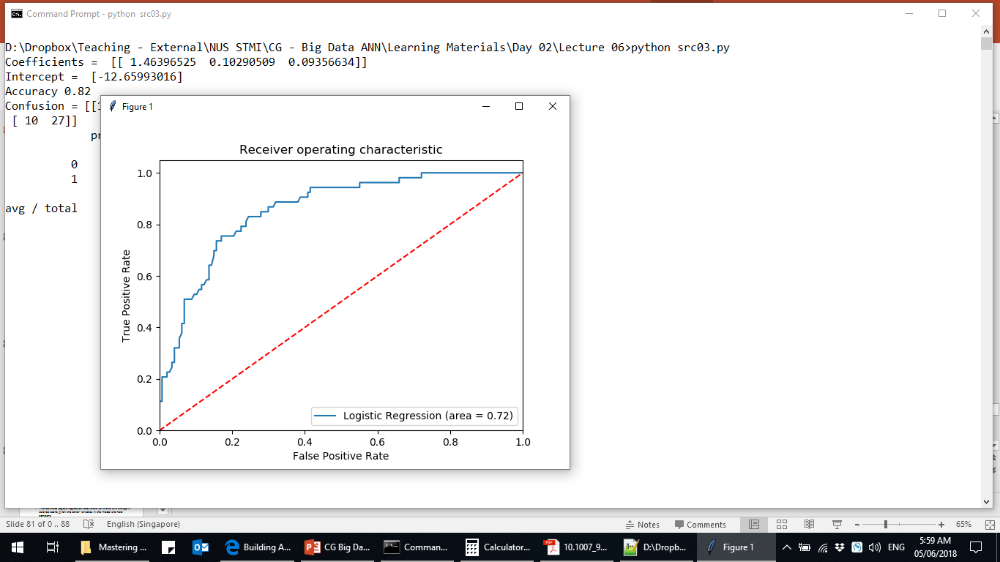 Command Prompt - python  src03.py
D:\Dropbox\Teaching - External\NUS STMI\CG - Big Data ANN\Learning Materials\Day 02\Lecture 06>python src03.py
Coefficients =  [[ 1.46396525  0.10290509  0.09356634]]
Intercept =  [-12.65993016]
Accuracy 0.82
Confusion = [[1
[ 10  27]]
pr
0
1
avg / total
Figure 1
Receiver operating characteristic
1.0
0.8
0.6
0.4
0.2
0.0
True Positive Rate
Logistic Regression (area = 0.72)
0.0 0.2 0.4 0.6 0.8 1.0
False Positive Rate
Slide 81 of 0 .. 88 English (Singapore) Notes Comments 65%
Mastering ... Building A... CG Big Da... Comman... Calculator... 10.1007_9... D:\Dropb... Figure 1 ENG 5:59 AM
05/06/2018